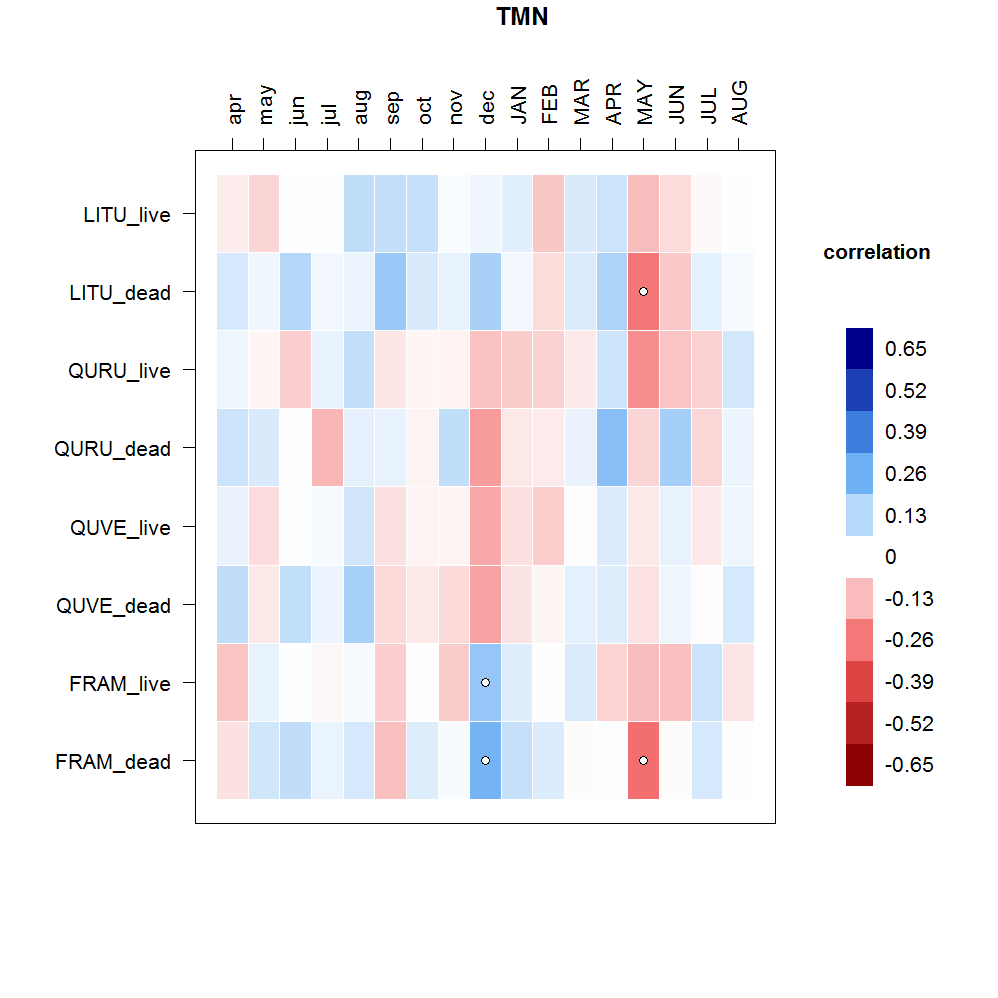 TMN
apr may jun jul aug sep oct nov dec JAN FEB MAR APR MAY JUN JUL AUG
LITU_live
LITU_dead
QURU_live
QURU_dead
QUVE_live
QUVE_dead
FRAM_live
FRAM_dead
correlation
0.65
0.52
0.39
0.26
0.13
0
-0.13
-0.26
-0.39
-0.52
-0.65